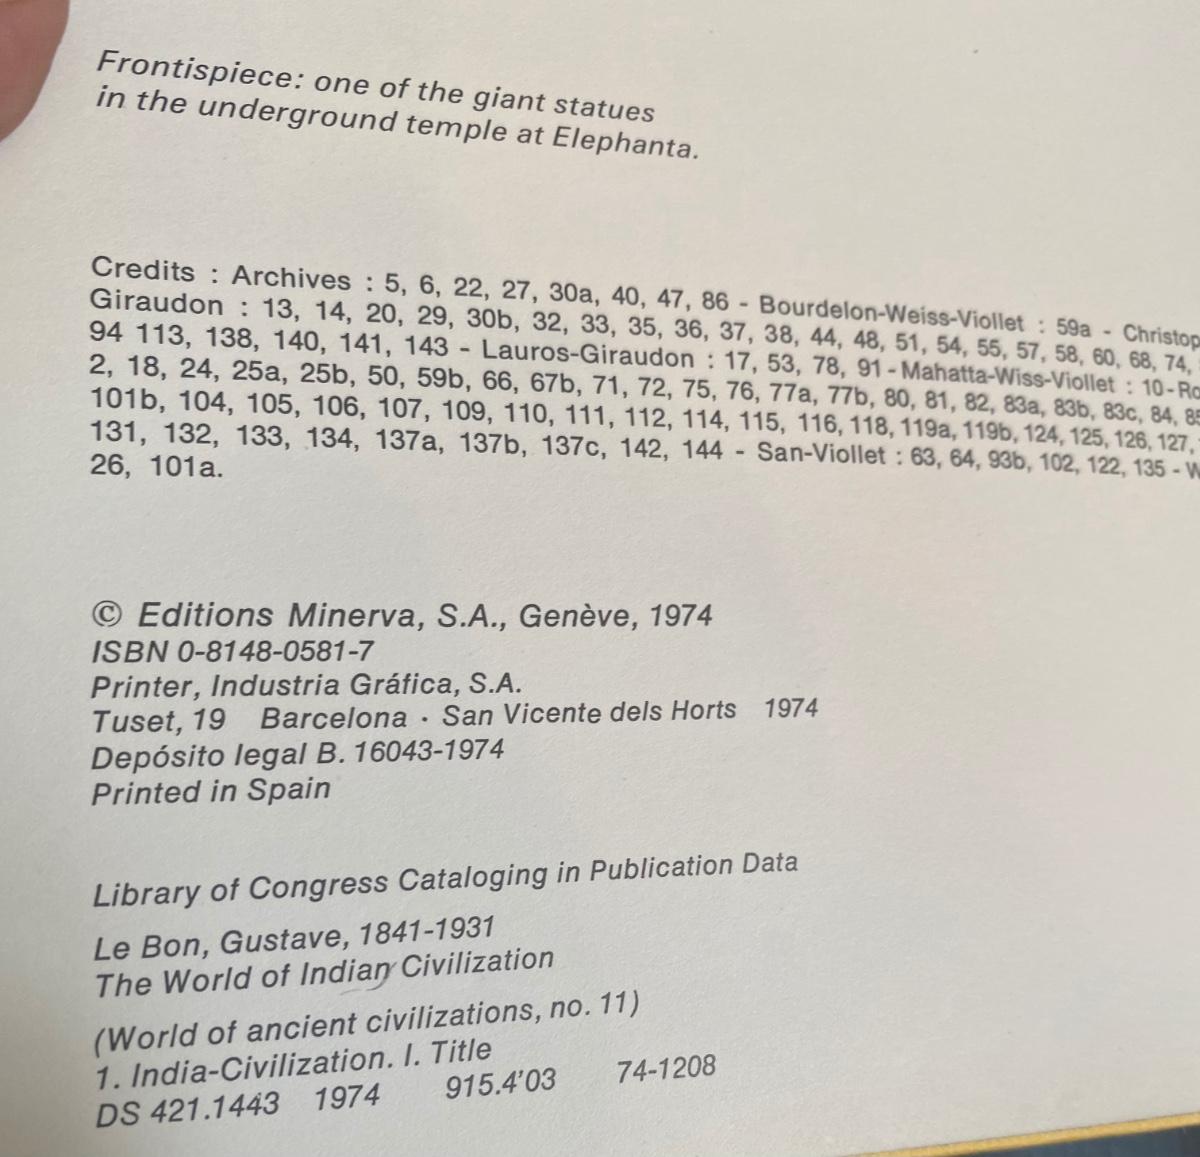 Frontispiece: one of the giant statues
in the underground temple at Elephanta.
Credits : Archives : 5, 6, 22, 27, 30a, 40, 47, 86 - Bourdelon-Weiss-Viollet : 59a - Christop
Giraudon : 13, 14, 20, 29, 30b, 32, 33, 35, 36, 37, 38, 44, 48, 51, 54, 55, 57, 58, 60, 68, 74,
94 113, 138, 140, 141, 143 - Lauros-Giraudon : 17, 53, 78, 91 - Mahatta-Wiss-Viollet : 10 - Ro
2, 18, 24, 25a, 25b, 50, 59b, 66, 67b, 71, 72, 75, 76, 77a, 77b, 80, 81, 82, 83a, 83b, 83c, 84, 85
101b, 104, 105, 106, 107, 109, 110, 111, 112, 114, 115, 116, 118, 119a, 119b, 124, 125, 126, 127,
131, 132, 133, 134, 137a, 137b, 137c, 142, 144 - San-Viollet : 63, 64, 93b, 102, 122, 135 - W
26, 101a.
© Editions Minerva, S.A., Genève, 1974
ISBN 0-8148-0581-7
Printer, Industria Gráfica, S.A.
Tuset, 19 Barcelona · San Vicente dels Horts 1974
Depósito legal B. 16043-1974
Printed in Spain
Library of Congress Cataloging in Publication Data
Le Bon, Gustave, 1841-1931
The World of Indian Civilization
(World of ancient civilizations, no. 11)
1. India-Civilization. I. Title
DS 421.1443 1974 915.4'03 74-1208